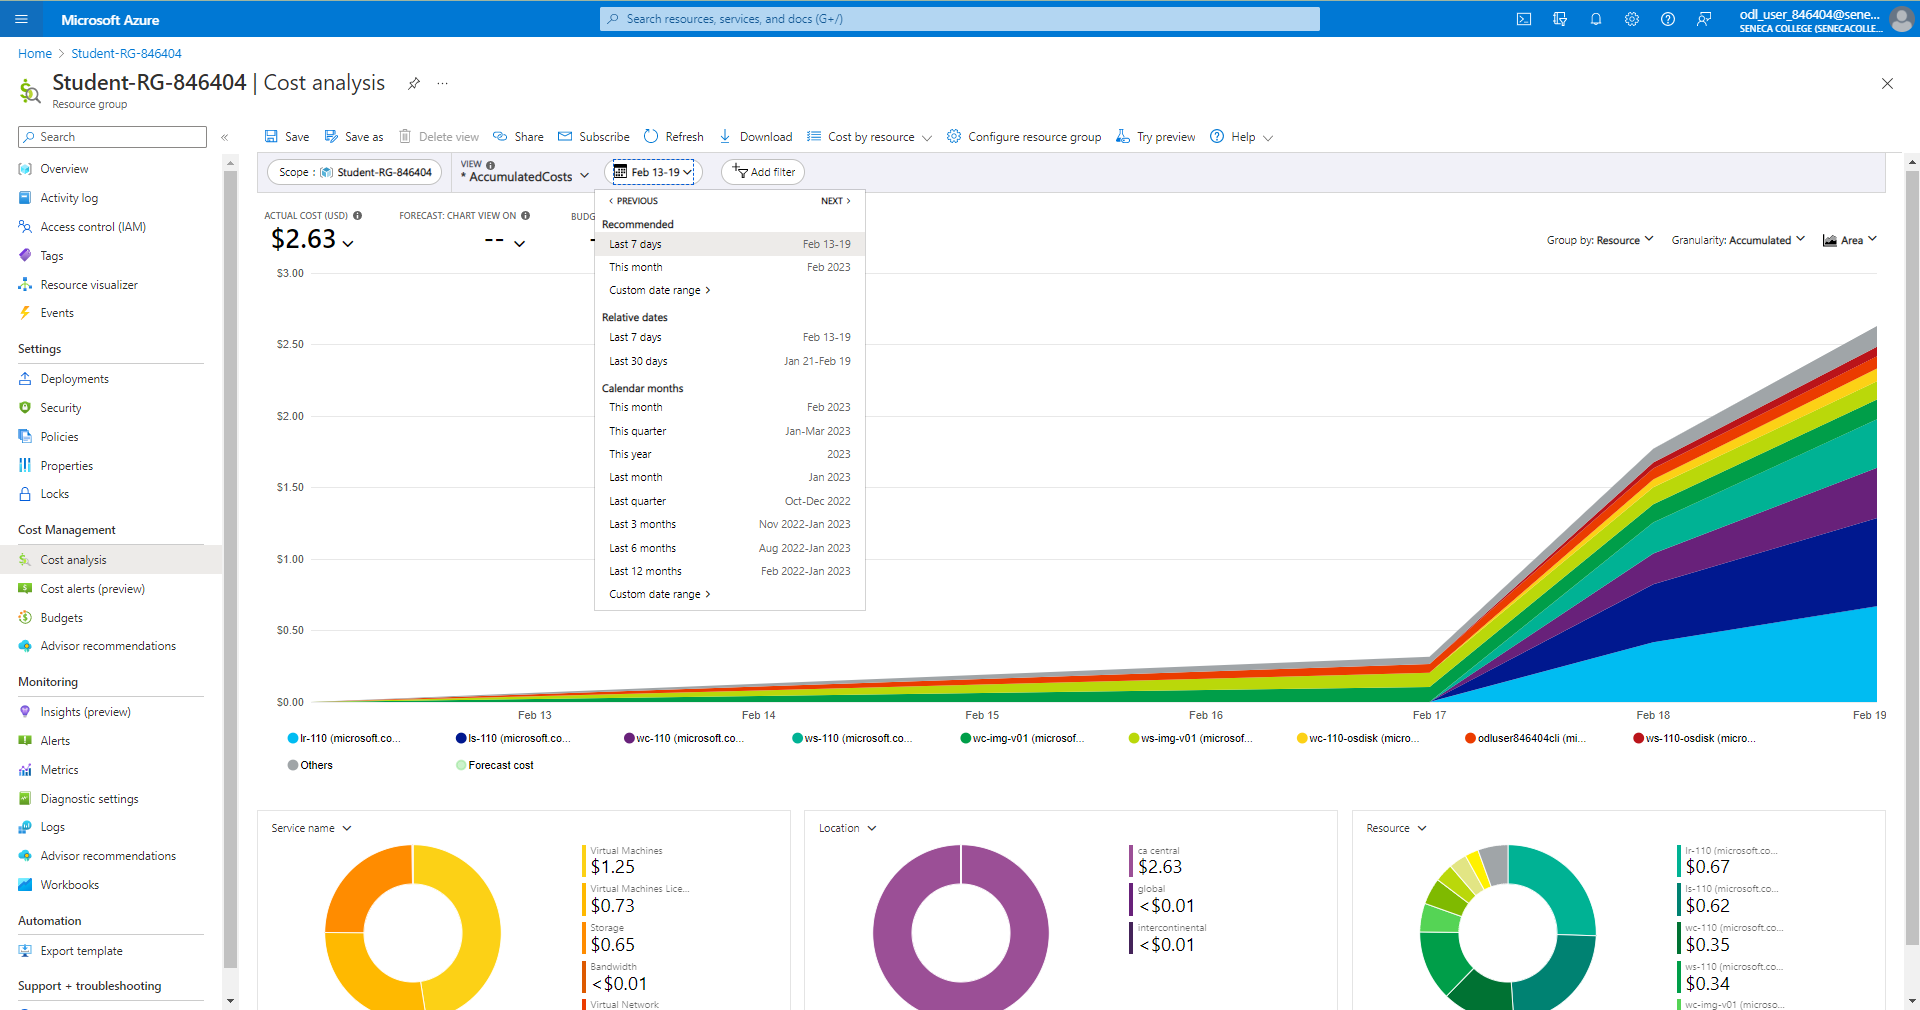 Microsoft Azure
Search resources, services, and docs (G+/)
odl_user_846404@sene...
SENECA COLLEGE (SENECACOLLE...
Home > Student-RG-846404
Student-RG-846404 | Cost analysis ...
Resource group
Search
Overview
Activity log
Access control (IAM)
Tags
Resource visualizer
Events
Settings
Deployments
Security
Policies
Properties
Locks
Cost Management
Cost analysis
Cost alerts (preview)
Budgets
Advisor recommendations
Monitoring
Insights (preview)
Alerts
Metrics
Diagnostic settings
Logs
Advisor recommendations
Workbooks
Automation
Export template
Support + troubleshooting
Save Save as Delete view Share Subscribe Refresh Download Cost by resource Configure resource group Try preview Help
Scope : Student-RG-846404
VIEW
* AccumulatedCosts
Feb 13-19
Add filter
ACTUAL COST (USD)
$2.63
FORECAST: CHART VIEW ON
--
BUDG
Group by: Resource Granularity: Accumulated Area
< PREVIOUS NEXT >
Recommended
Last 7 days Feb 13-19
This month Feb 2023
Custom date range >
Relative dates
Last 7 days Feb 13-19
Last 30 days Jan 21-Feb 19
Calendar months
This month Feb 2023
This quarter Jan-Mar 2023
This year 2023
Last month Jan 2023
Last quarter Oct-Dec 2022
Last 3 months Nov 2022-Jan 2023
Last 6 months Aug 2022-Jan 2023
Last 12 months Feb 2022-Jan 2023
Custom date range >
$3.00
$2.50
$2.00
$1.50
$1.00
$0.50
$0.00
Feb 13 Feb 14 Feb 15 Feb 16 Feb 17 Feb 18 Feb 19
lr-110 (microsoft.co... ls-110 (microsoft.co... wc-110 (microsoft.co... ws-110 (microsoft.co... wc-img-v01 (microsof... ws-img-v01 (microsof... wc-110-osdisk (micro... odluser846404cli (mi... ws-110-osdisk (micro...
Others Forecast cost
Service name
Virtual Machines
$1.25
Virtual Machines Lice...
$0.73
Storage
$0.65
Bandwidth
<$0.01
Virtual Network
Location
ca central
$2.63
global
<$0.01
intercontinental
<$0.01
Resource
lr-110 (microsoft.co...
$0.67
ls-110 (microsoft.co...
$0.62
wc-110 (microsoft.co...
$0.35
ws-110 (microsoft.co...
$0.34
wc-img-v01 (microso...